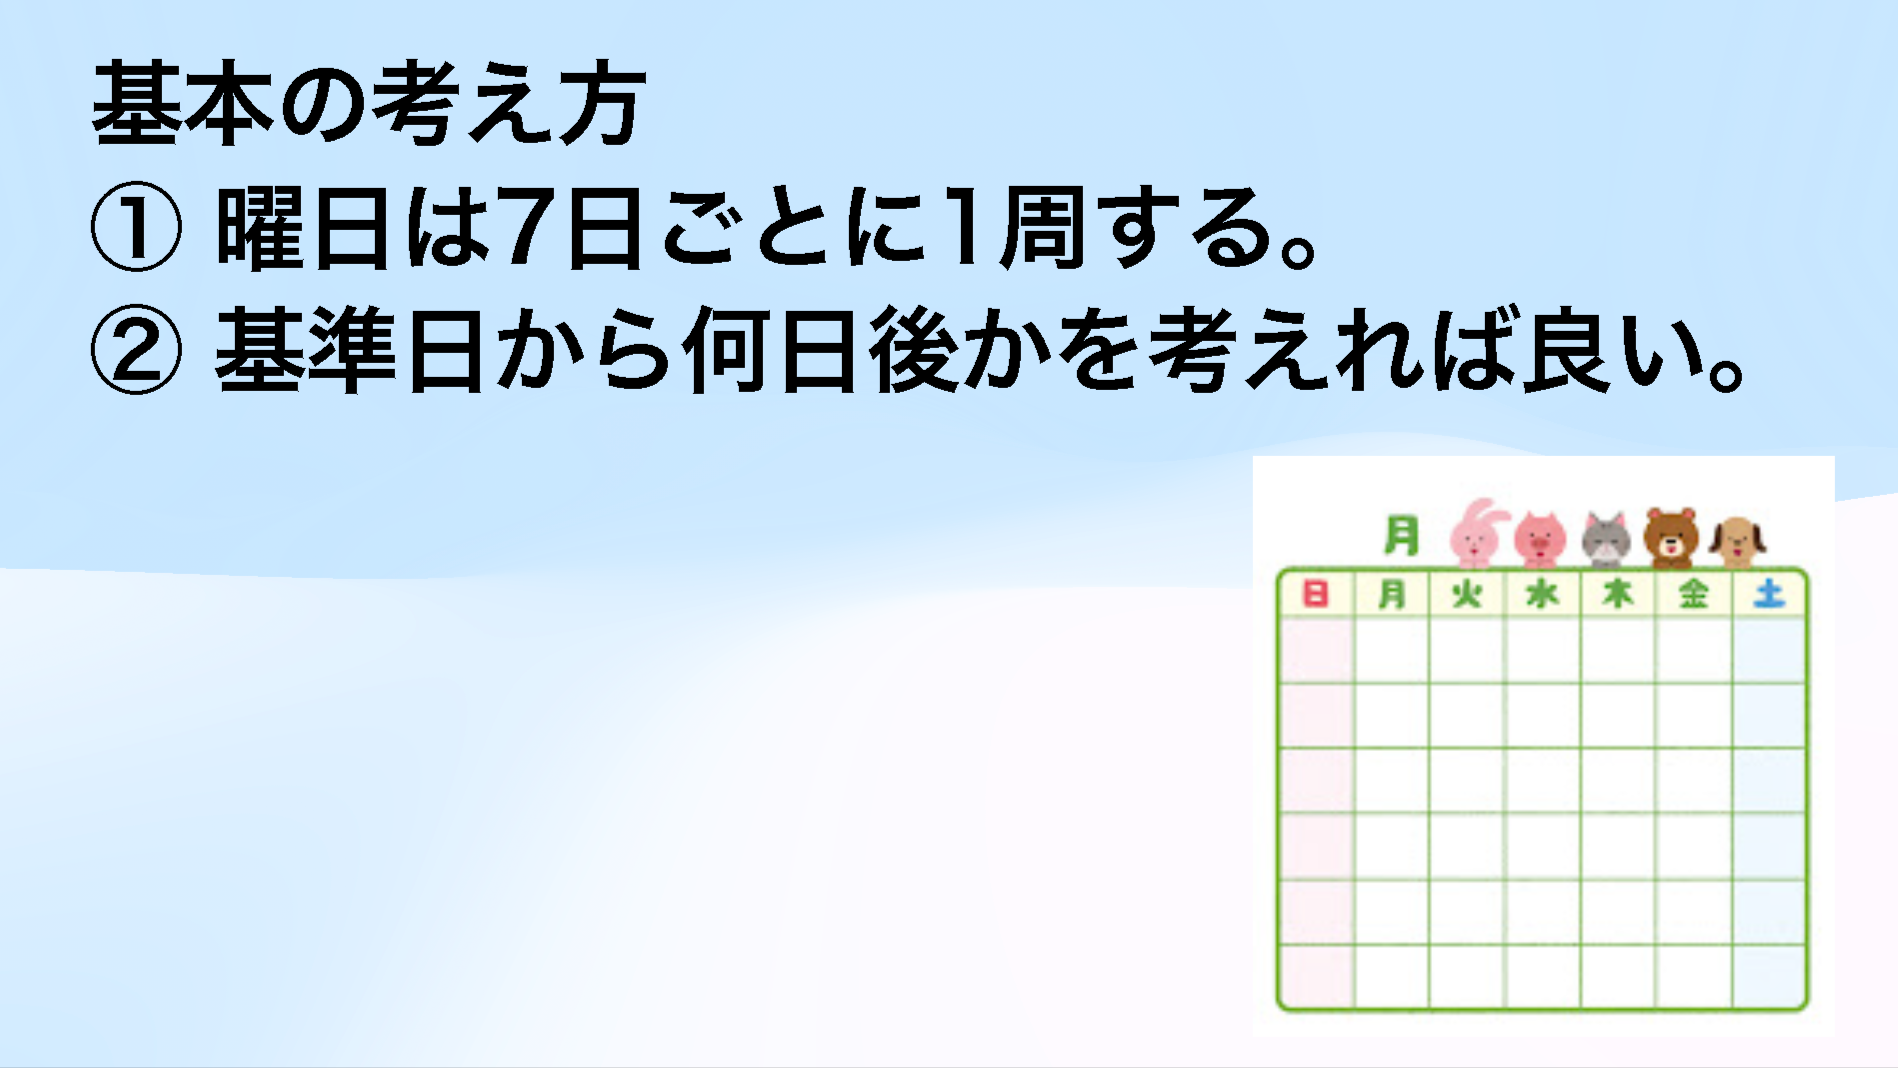 基本の考え方
① 曜日は7日ごとに1周する。
② 基準日から何日後かを考えれば良い。
月
日 月 火 水 木 金 土